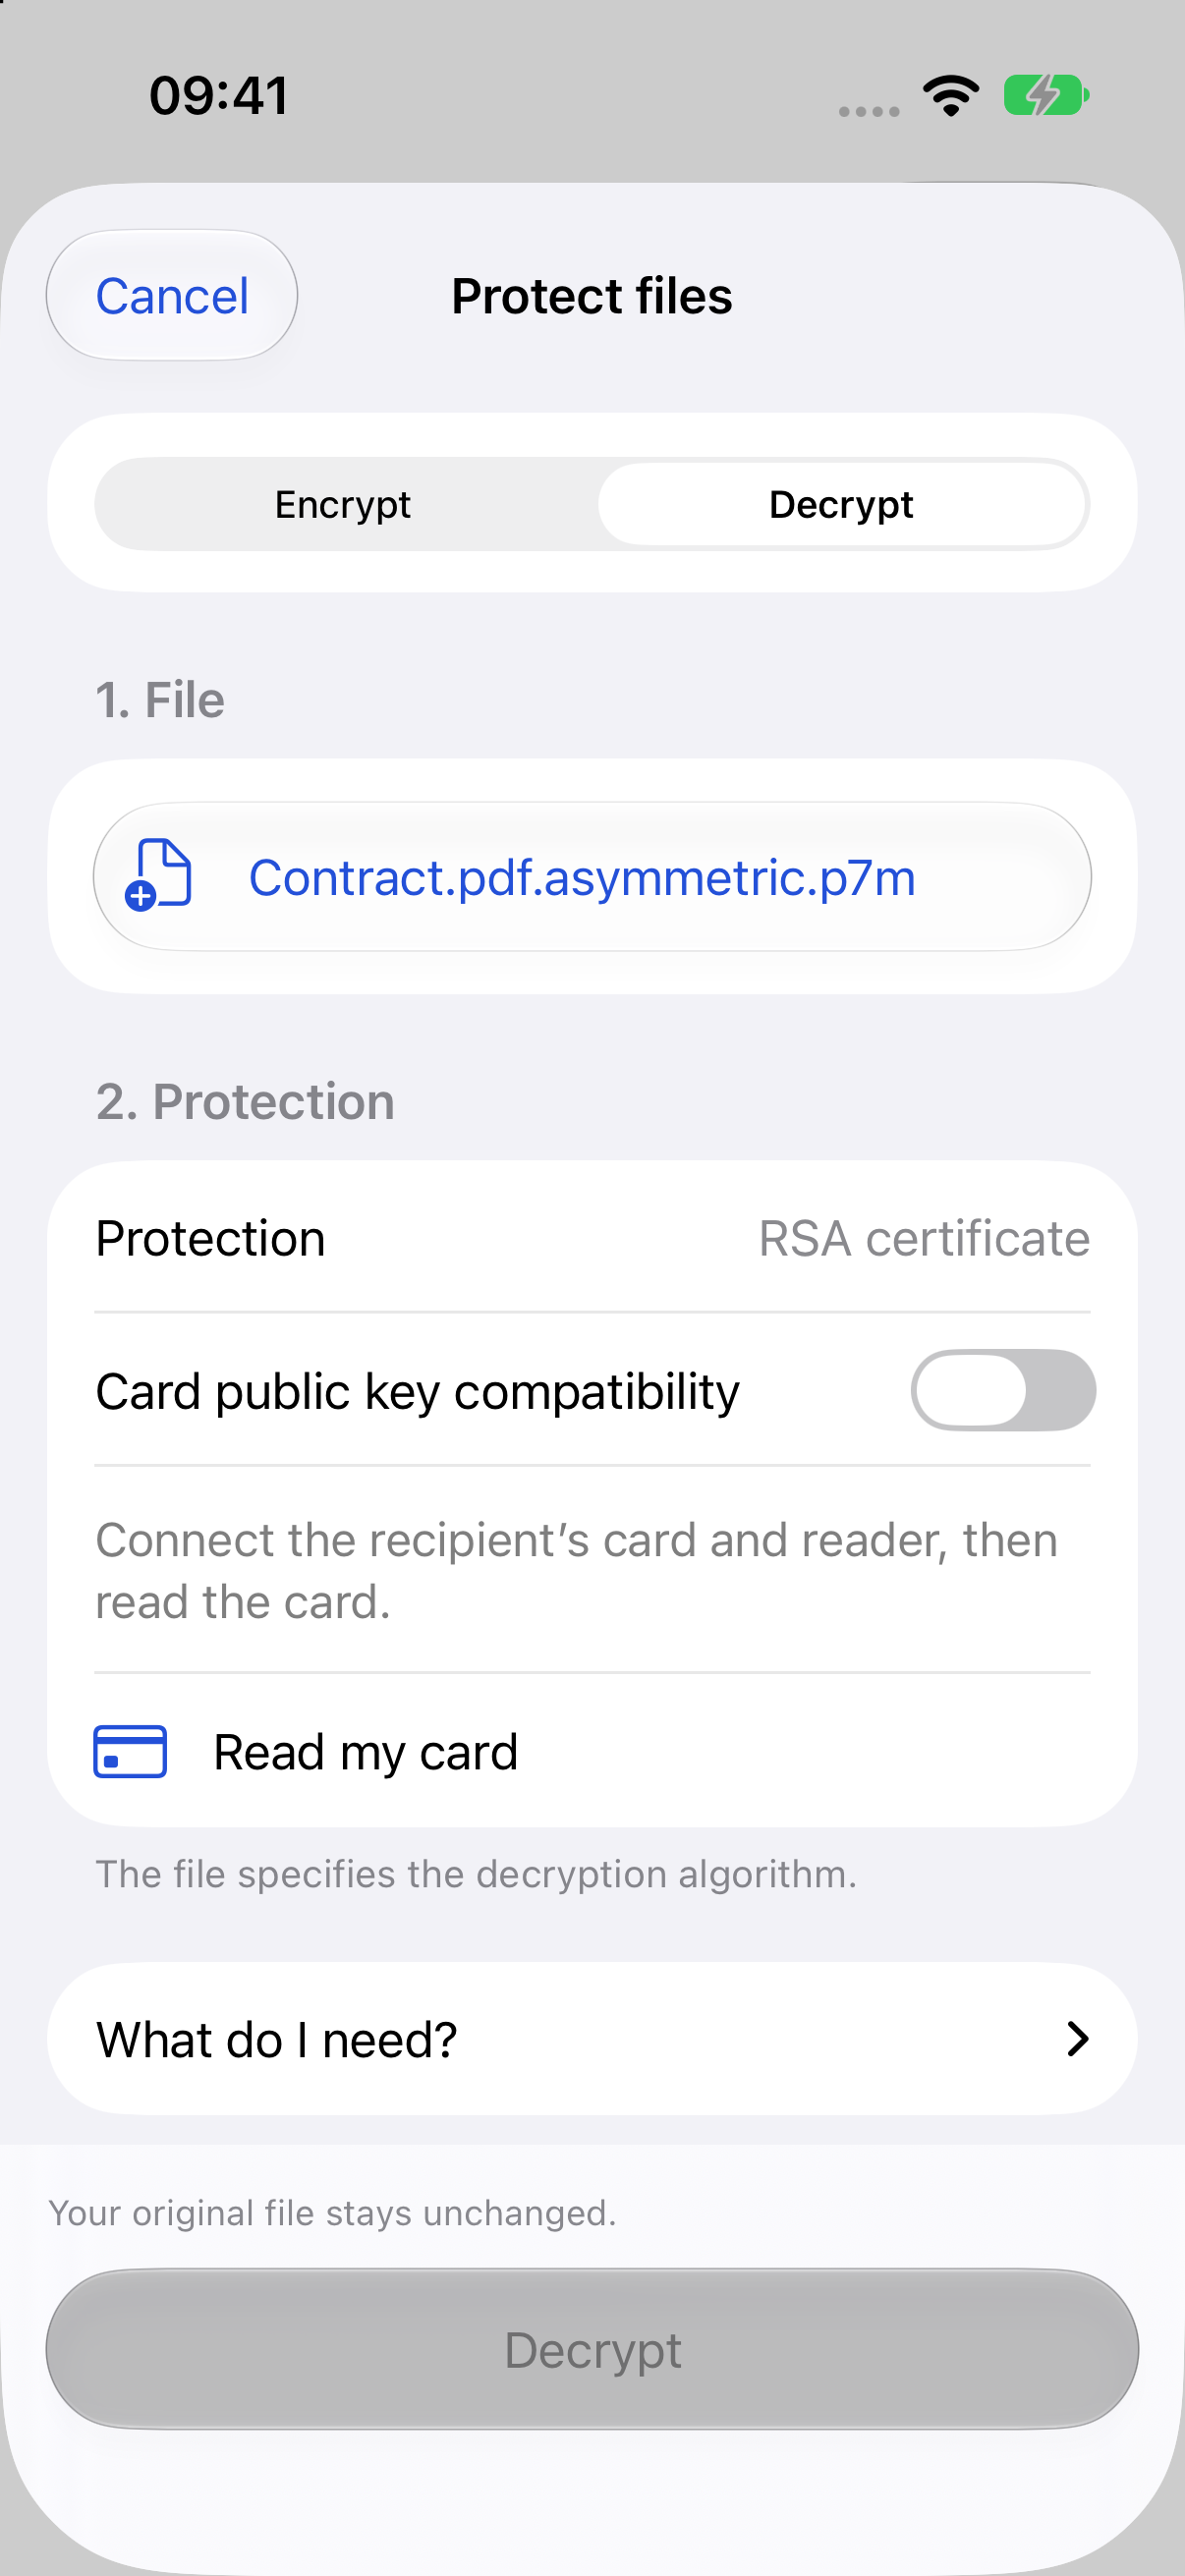 09:41
Cancel
Protect files
Encrypt
Decrypt
1. File
Contract.pdf.asymmetric.p7m
2. Protection
Protection
RSA certificate
Card public key compatibility
Connect the recipient’s card and reader, then
read the card.
Read my card
The file specifies the decryption algorithm.
What do I need?
Your original file stays unchanged.
Decrypt